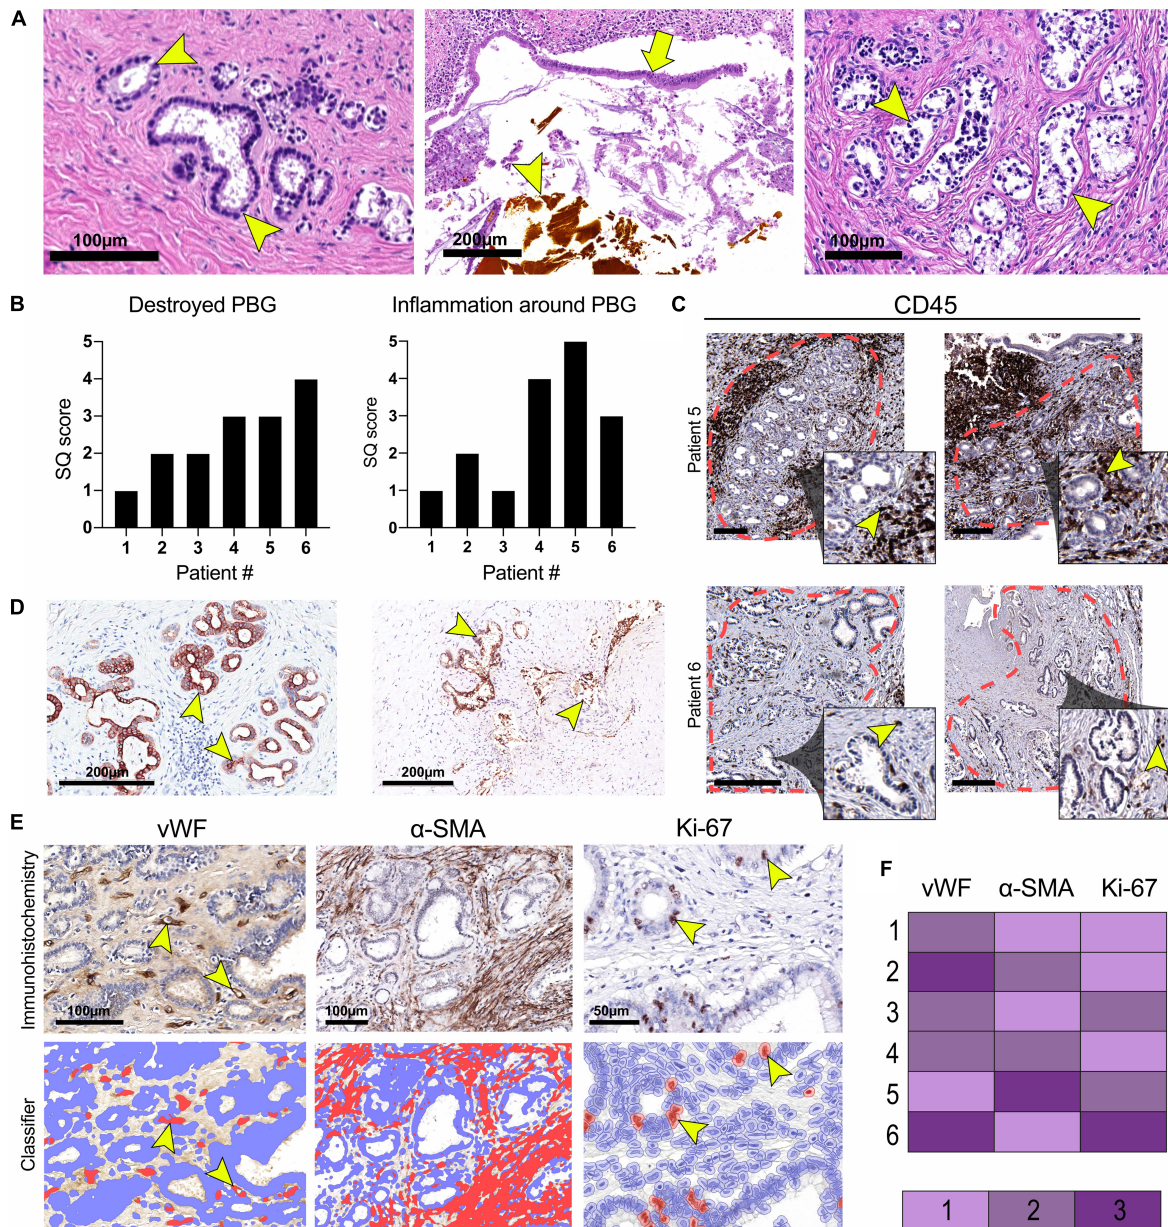 A
100μm
200μm
100μm
B
Destroyed PBG
Inflammation around PBG
SQ score
5
4
3
2
1
0
1 2 3 4 5 6
Patient #
SQ score
5
4
3
2
1
0
1 2 3 4 5 6
Patient #
C
CD45
Patient 5
Patient 6
D
200μm
200μm
E
vWF α-SMA Ki-67
Immunohistochemistry
100μm
100μm
50μm
Classifier
F
vWF α-SMA Ki-67
1
2
3
4
5
6
1 2 3